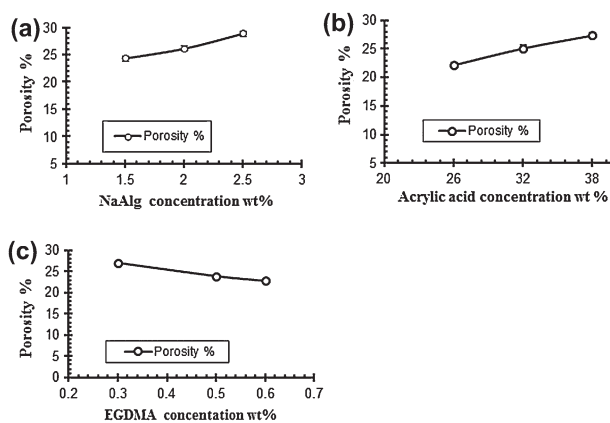 (a)
Porosity %
30
25
20
15
10
5
1 1.5 2 2.5 3
NaAlg concentration wt%
Porosity %
(b)
Porosity %
30
25
20
15
10
5
20 26 32 38
Acrylic acid concentration wt %
Porosity %
(c)
Porosity %
30
25
20
15
10
5
0
0.2 0.3 0.4 0.5 0.6 0.7
EGDMA concentation wt%
Porosity %